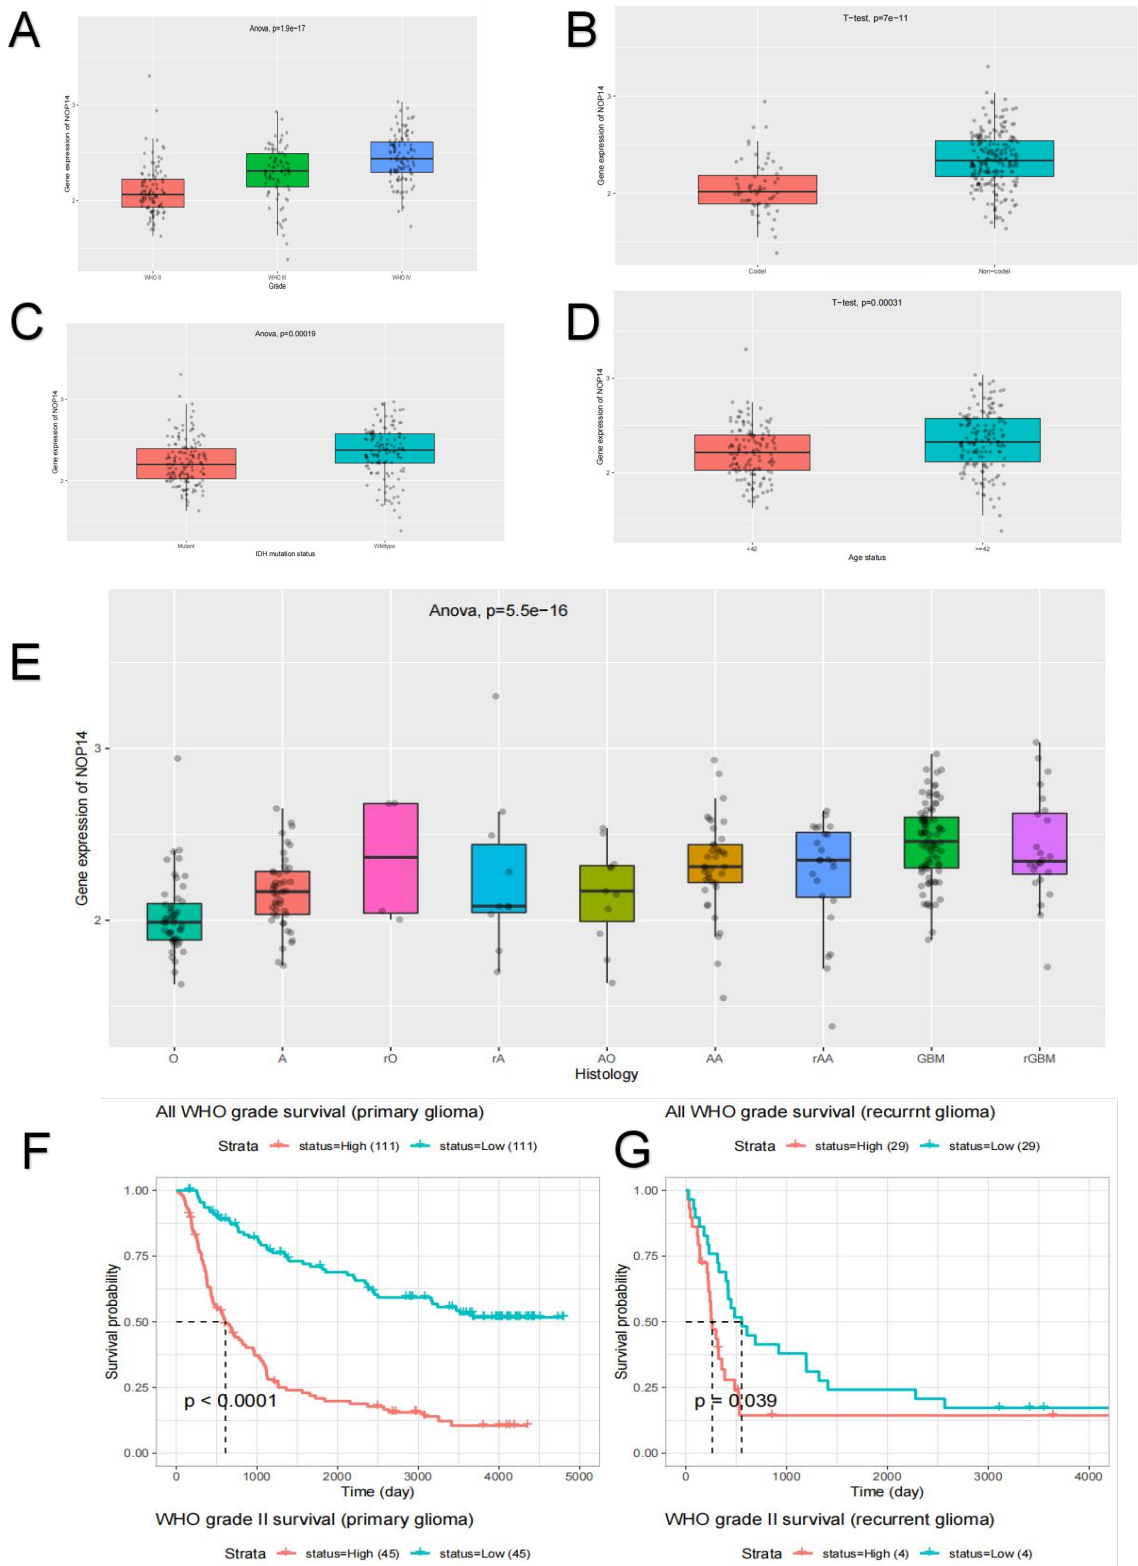 A
Anova, p=1.9e−17
Gene expression of NOP14
3
2
WHO II
WHO III
WHO IV
Grade
B
T−test, p=7e−11
Gene expression of NOP14
3
2
Codel
Non−codel
C
Anova, p=0.00019
Gene expression of NOP14
3
2
Mutant
Wildtype
IDH mutation status
D
T−test, p=0.00031
Gene expression of NOP14
3
2
<42
>=42
Age status
E
Anova, p=5.5e−16
Gene expression of NOP14
3
2
O A rO rA AO AA rAA GBM rGBM
Histology
F
All WHO grade survival (primary glioma)
Strata status=High (111) status=Low (111)
Survival probability
1.00
0.75
0.50
0.25
0.00
p < 0.0001
0 1000 2000 3000 4000 5000
Time (day)
G
All WHO grade survival (recurrnt glioma)
Strata status=High (29) status=Low (29)
Survival probability
1.00
0.75
0.50
0.25
0.00
p = 0.039
0 1000 2000 3000 4000
Time (day)
WHO grade II survival (primary glioma)
Strata status=High (45) status=Low (45)
WHO grade II survival (recurrent glioma)
Strata status=High (4) status=Low (4)